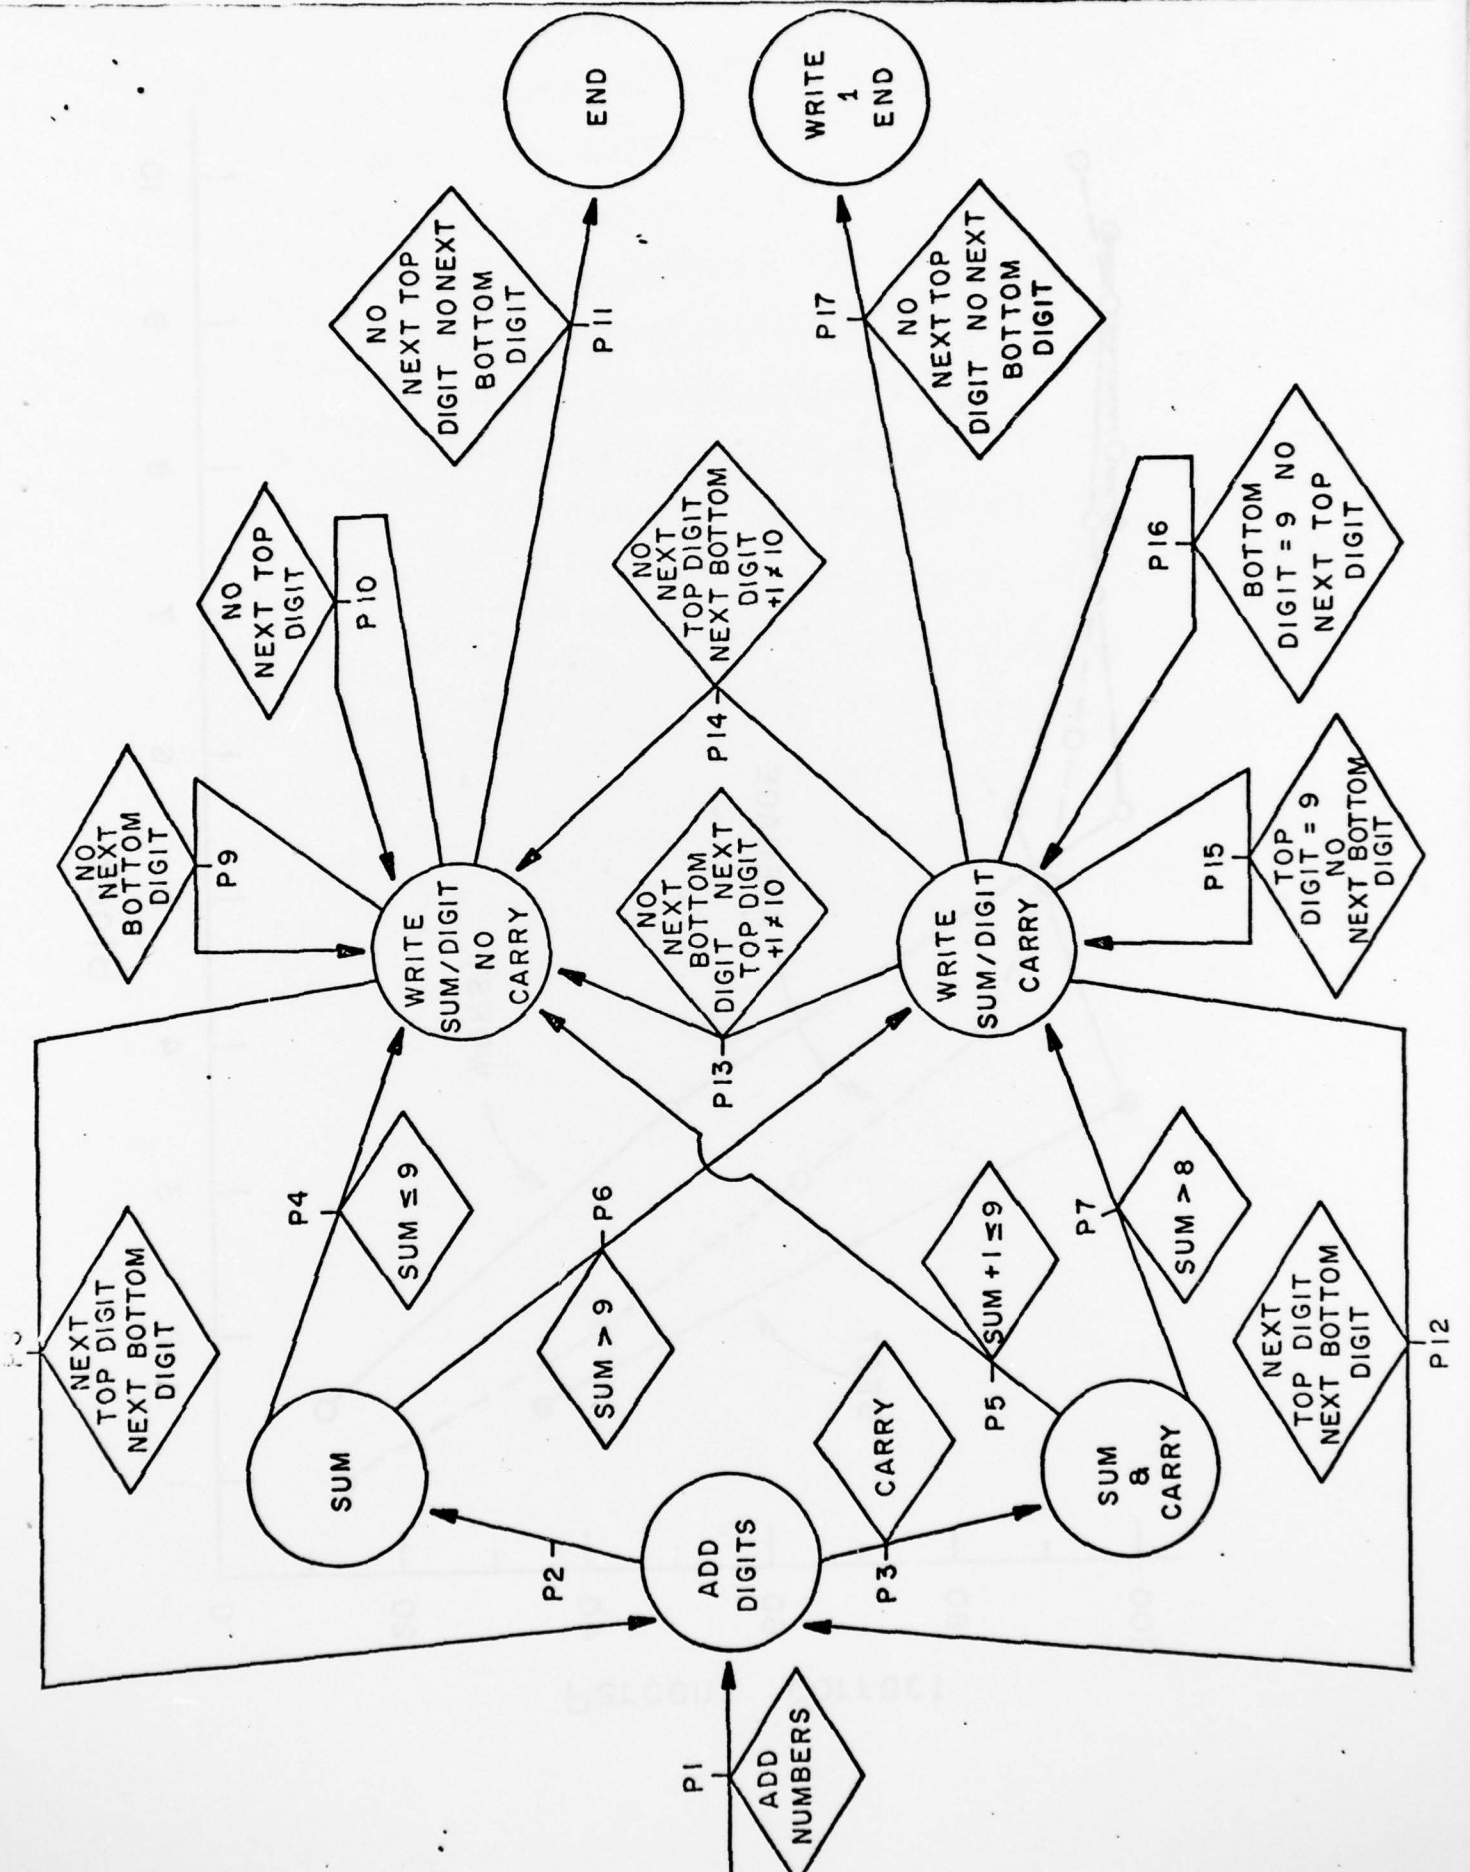 P1
ADD
NUMBERS
ADD
DIGITS
P2
P3
CARRY
SUM
SUM
&
CARRY
P4
SUM ≤ 9
P6
SUM > 9
P5
SUM + 1 ≤ 9
P7
SUM > 8
NEXT
TOP DIGIT
NEXT BOTTOM
DIGIT
P12
NEXT
TOP DIGIT
NEXT BOTTOM
DIGIT
WRITE
SUM/DIGIT
NO
CARRY
WRITE
SUM/DIGIT
CARRY
NO
NEXT
BOTTOM
DIGIT
P9
NO
NEXT TOP
DIGIT
P10
NO
NEXT TOP
DIGIT NO NEXT
BOTTOM
DIGIT
P11
P13
NO
NEXT
BOTTOM
DIGIT NEXT
TOP DIGIT
+1 ≠ 10
P14
NO
NEXT
TOP DIGIT
NEXT BOTTOM
DIGIT
+1 ≠ 10
P15
TOP
DIGIT = 9
NO
NEXT BOTTOM
DIGIT
P16
BOTTOM
DIGIT = 9 NO
NEXT TOP
DIGIT
P17
NO
NEXT TOP
DIGIT NO NEXT
BOTTOM
DIGIT
END
WRITE
1
END